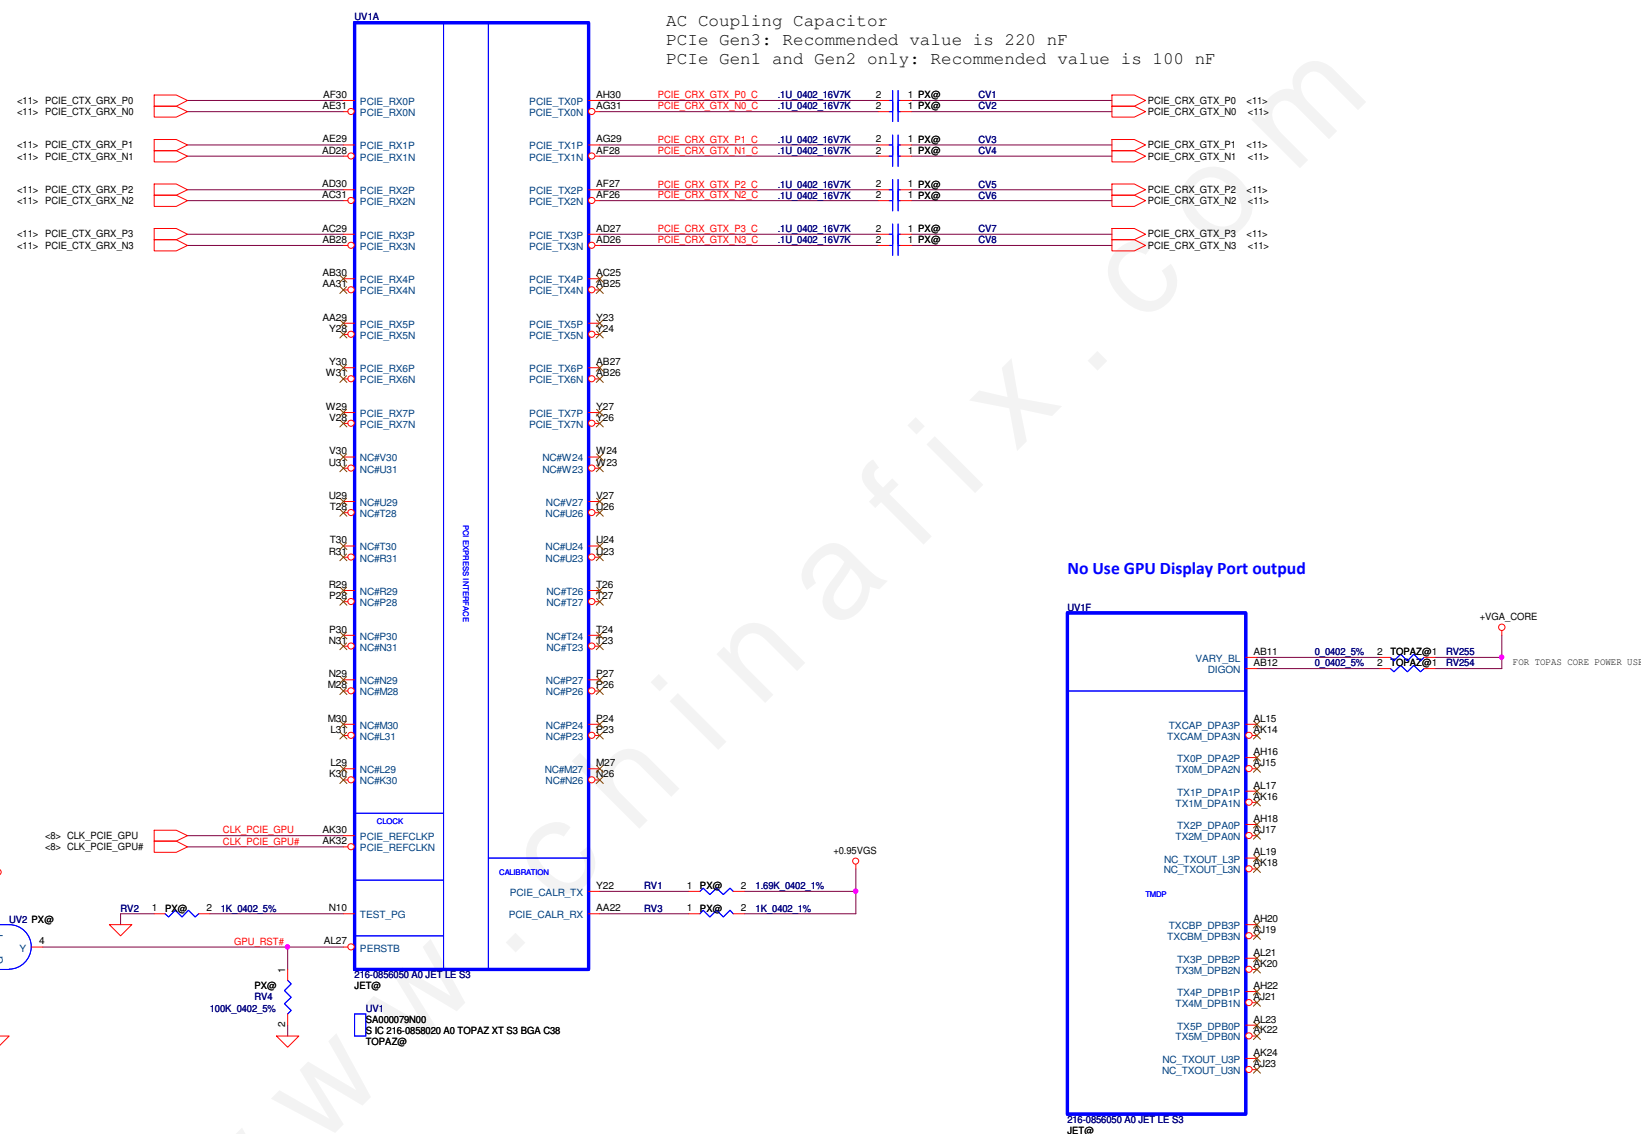 UV1A
AC Coupling Capacitor
PCIe Gen3: Recommended value is 220 nF
PCIe Gen1 and Gen2 only: Recommended value is 100 nF
<11> PCIE_CTX_GRX_P0 AF30 PCIE_RX0P PCIE_TX0P AH30 PCIE_CRX_GTX_P0_C .1U_0402_16V7K 2 1 PX@ CV1 PCIE_CRX_GTX_P0 <11>
<11> PCIE_CTX_GRX_N0 AE31 PCIE_RX0N PCIE_TX0N AG31 PCIE_CRX_GTX_N0_C .1U_0402_16V7K 2 1 PX@ CV2 PCIE_CRX_GTX_N0 <11>
<11> PCIE_CTX_GRX_P1 AE29 PCIE_RX1P PCIE_TX1P AG29 PCIE_CRX_GTX_P1_C .1U_0402_16V7K 2 1 PX@ CV3 PCIE_CRX_GTX_P1 <11>
<11> PCIE_CTX_GRX_N1 AD28 PCIE_RX1N PCIE_TX1N AF28 PCIE_CRX_GTX_N1_C .1U_0402_16V7K 2 1 PX@ CV4 PCIE_CRX_GTX_N1 <11>
<11> PCIE_CTX_GRX_P2 AD30 PCIE_RX2P PCIE_TX2P AF27 PCIE_CRX_GTX_P2_C .1U_0402_16V7K 2 1 PX@ CV5 PCIE_CRX_GTX_P2 <11>
<11> PCIE_CTX_GRX_N2 AC31 PCIE_RX2N PCIE_TX2N AF26 PCIE_CRX_GTX_N2_C .1U_0402_16V7K 2 1 PX@ CV6 PCIE_CRX_GTX_N2 <11>
<11> PCIE_CTX_GRX_P3 AC29 PCIE_RX3P PCIE_TX3P AD27 PCIE_CRX_GTX_P3_C .1U_0402_16V7K 2 1 PX@ CV7 PCIE_CRX_GTX_P3 <11>
<11> PCIE_CTX_GRX_N3 AB28 PCIE_RX3N PCIE_TX3N AD26 PCIE_CRX_GTX_N3_C .1U_0402_16V7K 2 1 PX@ CV8 PCIE_CRX_GTX_N3 <11>
AB30 PCIE_RX4P PCIE_TX4P AC25
AA31 PCIE_RX4N PCIE_TX4N AB25
AA29 PCIE_RX5P PCIE_TX5P Y23
Y28 PCIE_RX5N PCIE_TX5N Y24
Y30 PCIE_RX6P PCIE_TX6P AB27
W31 PCIE_RX6N PCIE_TX6N AB26
W29 PCIE_RX7P PCIE_TX7P Y27
V28 PCIE_RX7N PCIE_TX7N Y26
V30 NC#V30 NC#W24 W24
U31 NC#U31 NC#W23 W23
U29 NC#U29 NC#V27 V27
T28 NC#T28 NC#U26 U26
T30 NC#T30 NC#U24 U24
R31 NC#R31 NC#U23 U23
R29 NC#R29 NC#T26 T26
P28 NC#P28 NC#T27 T27
P30 NC#P30 NC#T24 T24
N31 NC#N31 NC#T23 T23
N29 NC#N29 NC#P27 P27
M28 NC#M28 NC#P26 P26
M30 NC#M30 NC#P24 P24
L31 NC#L31 NC#P23 P23
L29 NC#L29 NC#M27 M27
K30 NC#K30 NC#N26 N26
PCI EXPRESS INTERFACE
CLOCK
<8> CLK_PCIE_GPU CLK_PCIE_GPU AK30 PCIE_REFCLKP
<8> CLK_PCIE_GPU# CLK_PCIE_GPU# AK32 PCIE_REFCLKN
+0.95VGS
CALIBRATION
PCIE_CALR_TX Y22 RV1 1 PX@ 2 1.69K_0402_1%
RV2 1 PX@ 2 1K_0402_5% N10 TEST_PG PCIE_CALR_RX AA22 RV3 1 PX@ 2 1K_0402_1%
UV2 PX@
Y 4 GPU_RST# AL27 PERSTB
216-0856050 A0 JET LE S3
JET@
1
PX@
RV4
100K_0402_5%
2
UV1
SA000079N00
S IC 216-0858020 A0 TOPAZ XT S3 BGA C38
TOPAZ@
No Use GPU Display Port outpud
UV1F
+VGA_CORE
VARY_BL AB11 0_0402_5% 2 TOPAZ@ 1 RV255
DIGON AB12 0_0402_5% 2 TOPAZ@ 1 RV254
FOR TOPAS CORE POWER USE
TXCAP_DPA3P AL15
TXCAM_DPA3N AK14
TX0P_DPA2P AH16
TX0M_DPA2N AJ15
TX1P_DPA1P AL17
TX1M_DPA1N AK16
TX2P_DPA0P AH18
TX2M_DPA0N AJ17
NC_TXOUT_L3P AL19
NC_TXOUT_L3N AK18
TMDP
TXCBP_DPB3P AH20
TXCBM_DPB3N AJ19
TX3P_DPB2P AL21
TX3M_DPB2N AK20
TX4P_DPB1P AH22
TX4M_DPB1N AJ21
TX5P_DPB0P AL23
TX5M_DPB0N AK22
NC_TXOUT_U3P AK24
NC_TXOUT_U3N AJ23
216-0856050 A0 JET LE S3
JET@
w w . c h i n a f i x . c o m